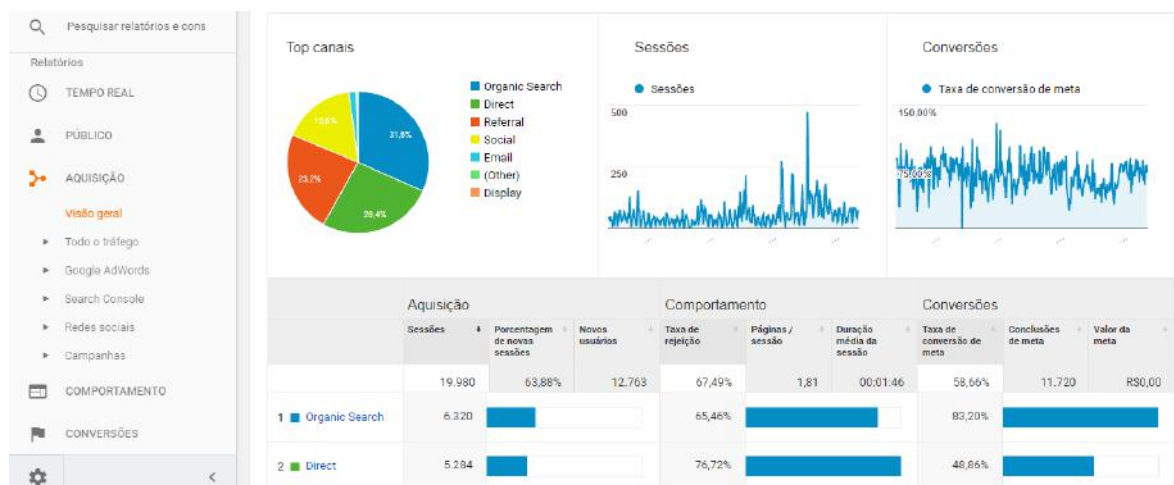 Pesquisar relatórios e cons
Relatórios
TEMPO REAL
PÚBLICO
AQUISIÇÃO
Visão geral
Todo o tráfego
Google AdWords
Search Console
Redes sociais
Campanhas
COMPORTAMENTO
CONVERSÕES
Top canais
31,6%
26,4%
23,2%
Organic Search
Direct
Referral
Social
Email
(Other)
Display
Sessões
Sessões
500
250
Conversões
Taxa de conversão de meta
150,00%
75,00%
Aquisição Comportamento Conversões
Sessões Porcentagem de novas sessões Novos usuários Taxa de rejeição Páginas / sessão Duração média da sessão Taxa de conversão de meta Conclusões de meta Valor da meta
19.980 63,88% 12.763 67,49% 1,81 00:01:46 58,66% 11.720 R$0,00
1 Organic Search 6.320 65,46% 83,20%
2 Direct 5.284 76,72% 48,86%